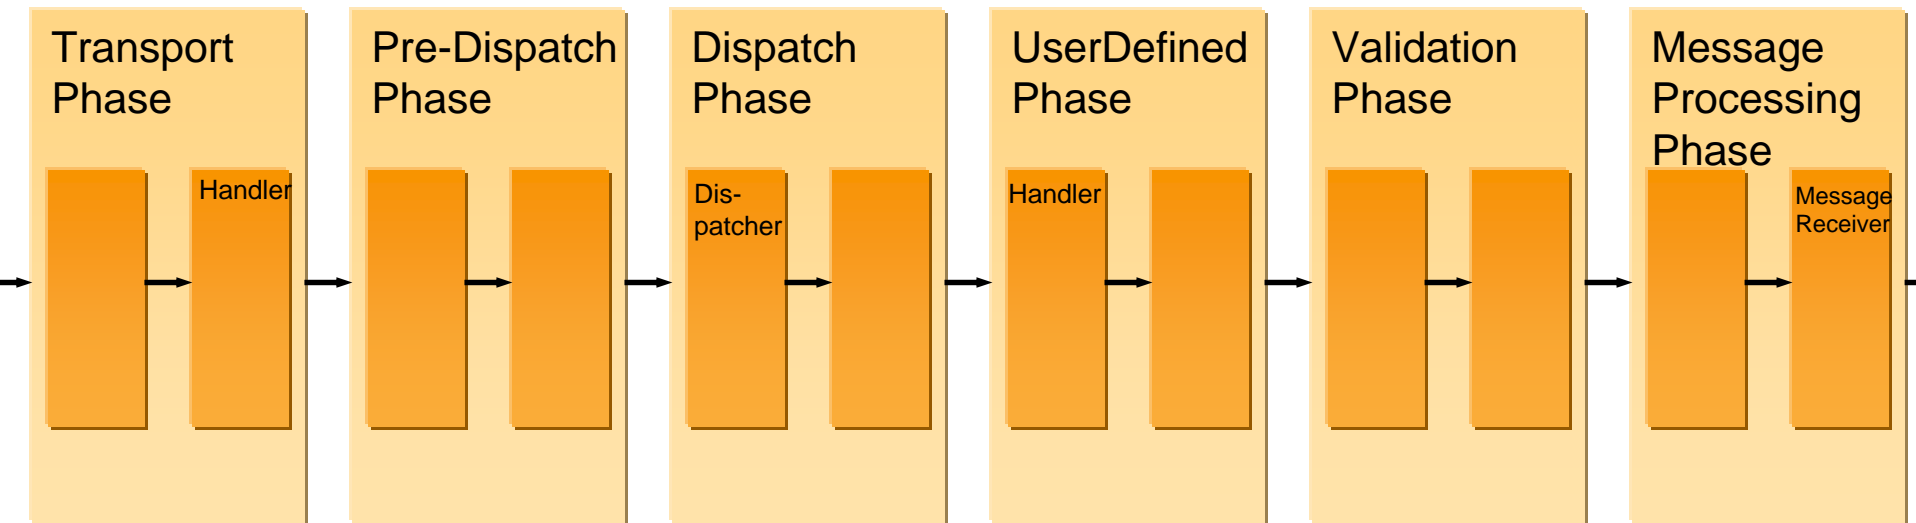 Transport
Phase
Handler
Pre-Dispatch
Phase
Dispatch
Phase
Dis-
patcher
UserDefined
Phase
Handler
Validation
Phase
Message
Processing
Phase
Message
Receiver